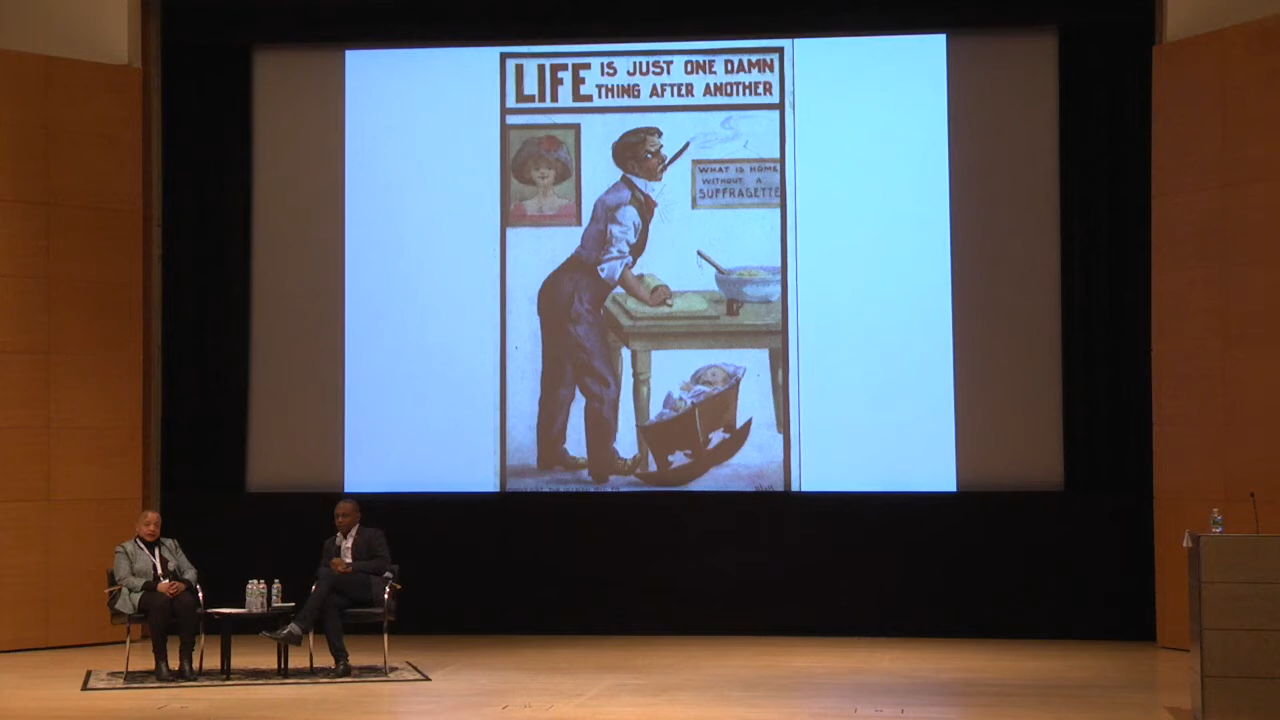 LIFE IS JUST ONE DAMN
THING AFTER ANOTHER
WHAT IS HOME
WITHOUT A
SUFFRAGETTE